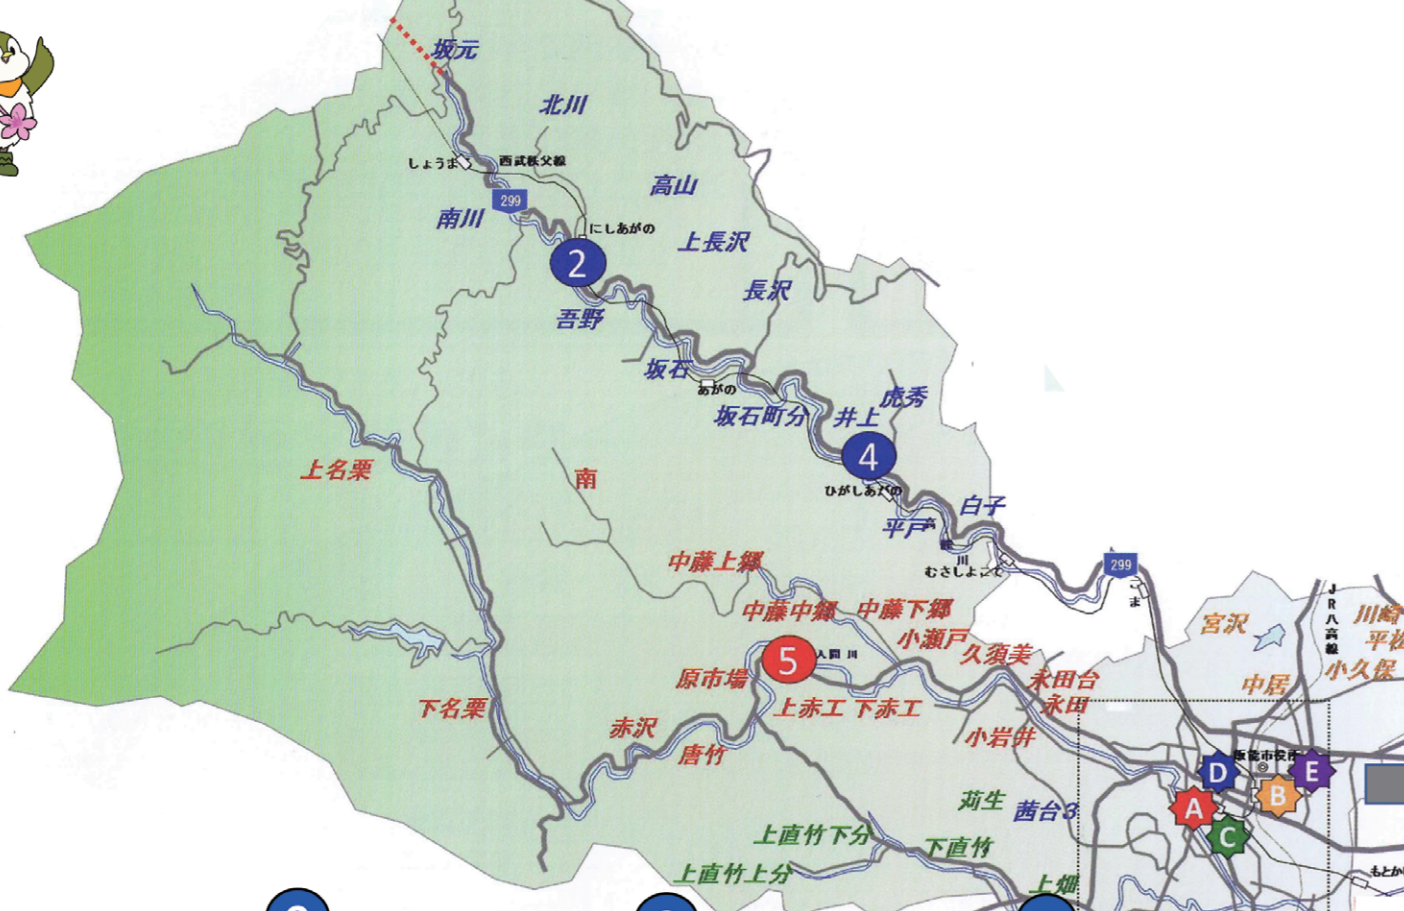 坂元
北川
しょうまる
西武秩父線
高山
299
南川
にしあがの
上長沢
2
長沢
吾野
坂石
あがの
虎秀
坂石町分
井上
4
上名栗
南
ひがしあがの
白子
平戸
高
麗
川
むさしよこて
中藤上郷
299
こま
JR八高線
中藤中郷
中藤下郷
宮沢
川崎
平松
小瀬戸
久須美
5
入間川
原市場
永田台
小久保
中居
下名栗
上赤工
下赤工
永田
赤沢
小岩井
唐竹
飯能市役所
D
E
B
A
苅生
茜台3
C
上直竹下分
下直竹
上直竹上分
上畑
もとか